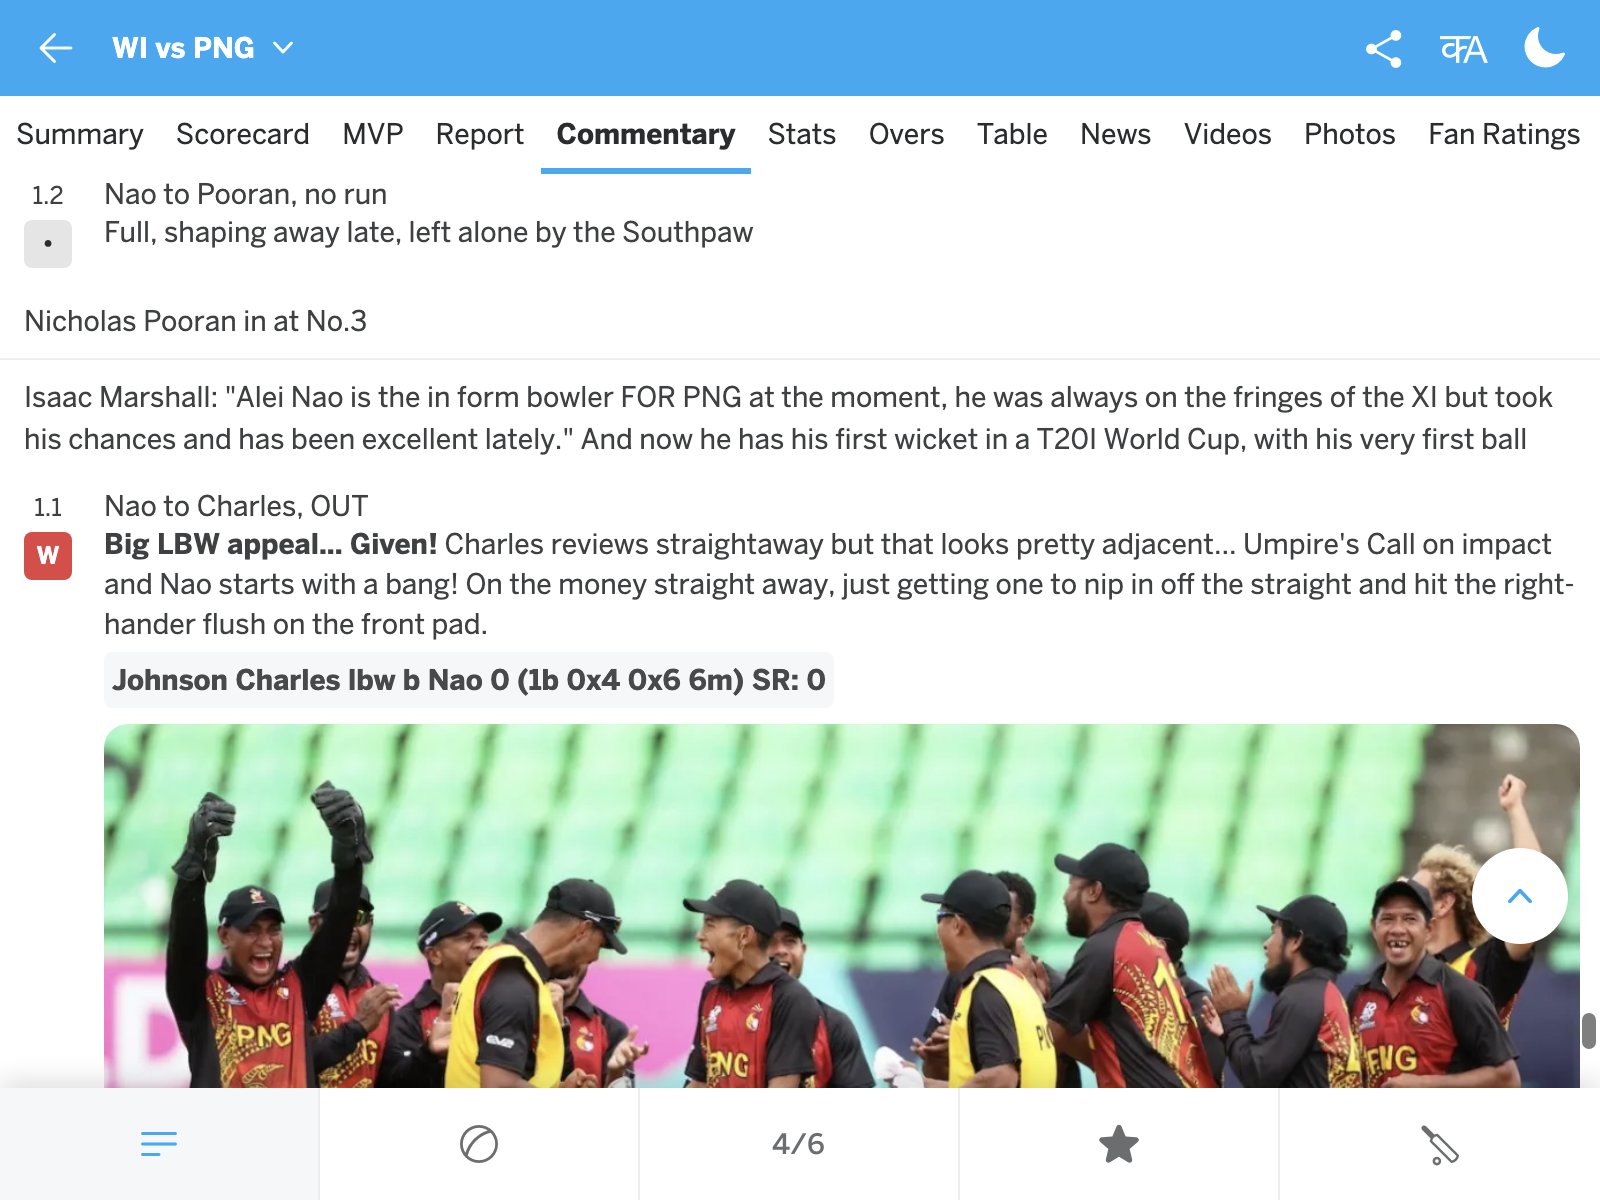 WI vs PNG
Summary Scorecard MVP Report Commentary Stats Overs Table News Videos Photos Fan Ratings
1.2 Nao to Pooran, no run
• Full, shaping away late, left alone by the Southpaw
Nicholas Pooran in at No.3
Isaac Marshall: "Alei Nao is the in form bowler FOR PNG at the moment, he was always on the fringes of the XI but took
his chances and has been excellent lately." And now he has his first wicket in a T20I World Cup, with his very first ball
1.1 Nao to Charles, OUT
W Big LBW appeal... Given! Charles reviews straightaway but that looks pretty adjacent... Umpire's Call on impact
and Nao starts with a bang! On the money straight away, just getting one to nip in off the straight and hit the right-
hander flush on the front pad.
Johnson Charles lbw b Nao 0 (1b 0x4 0x6 6m) SR: 0
PNG
PNG
4/6